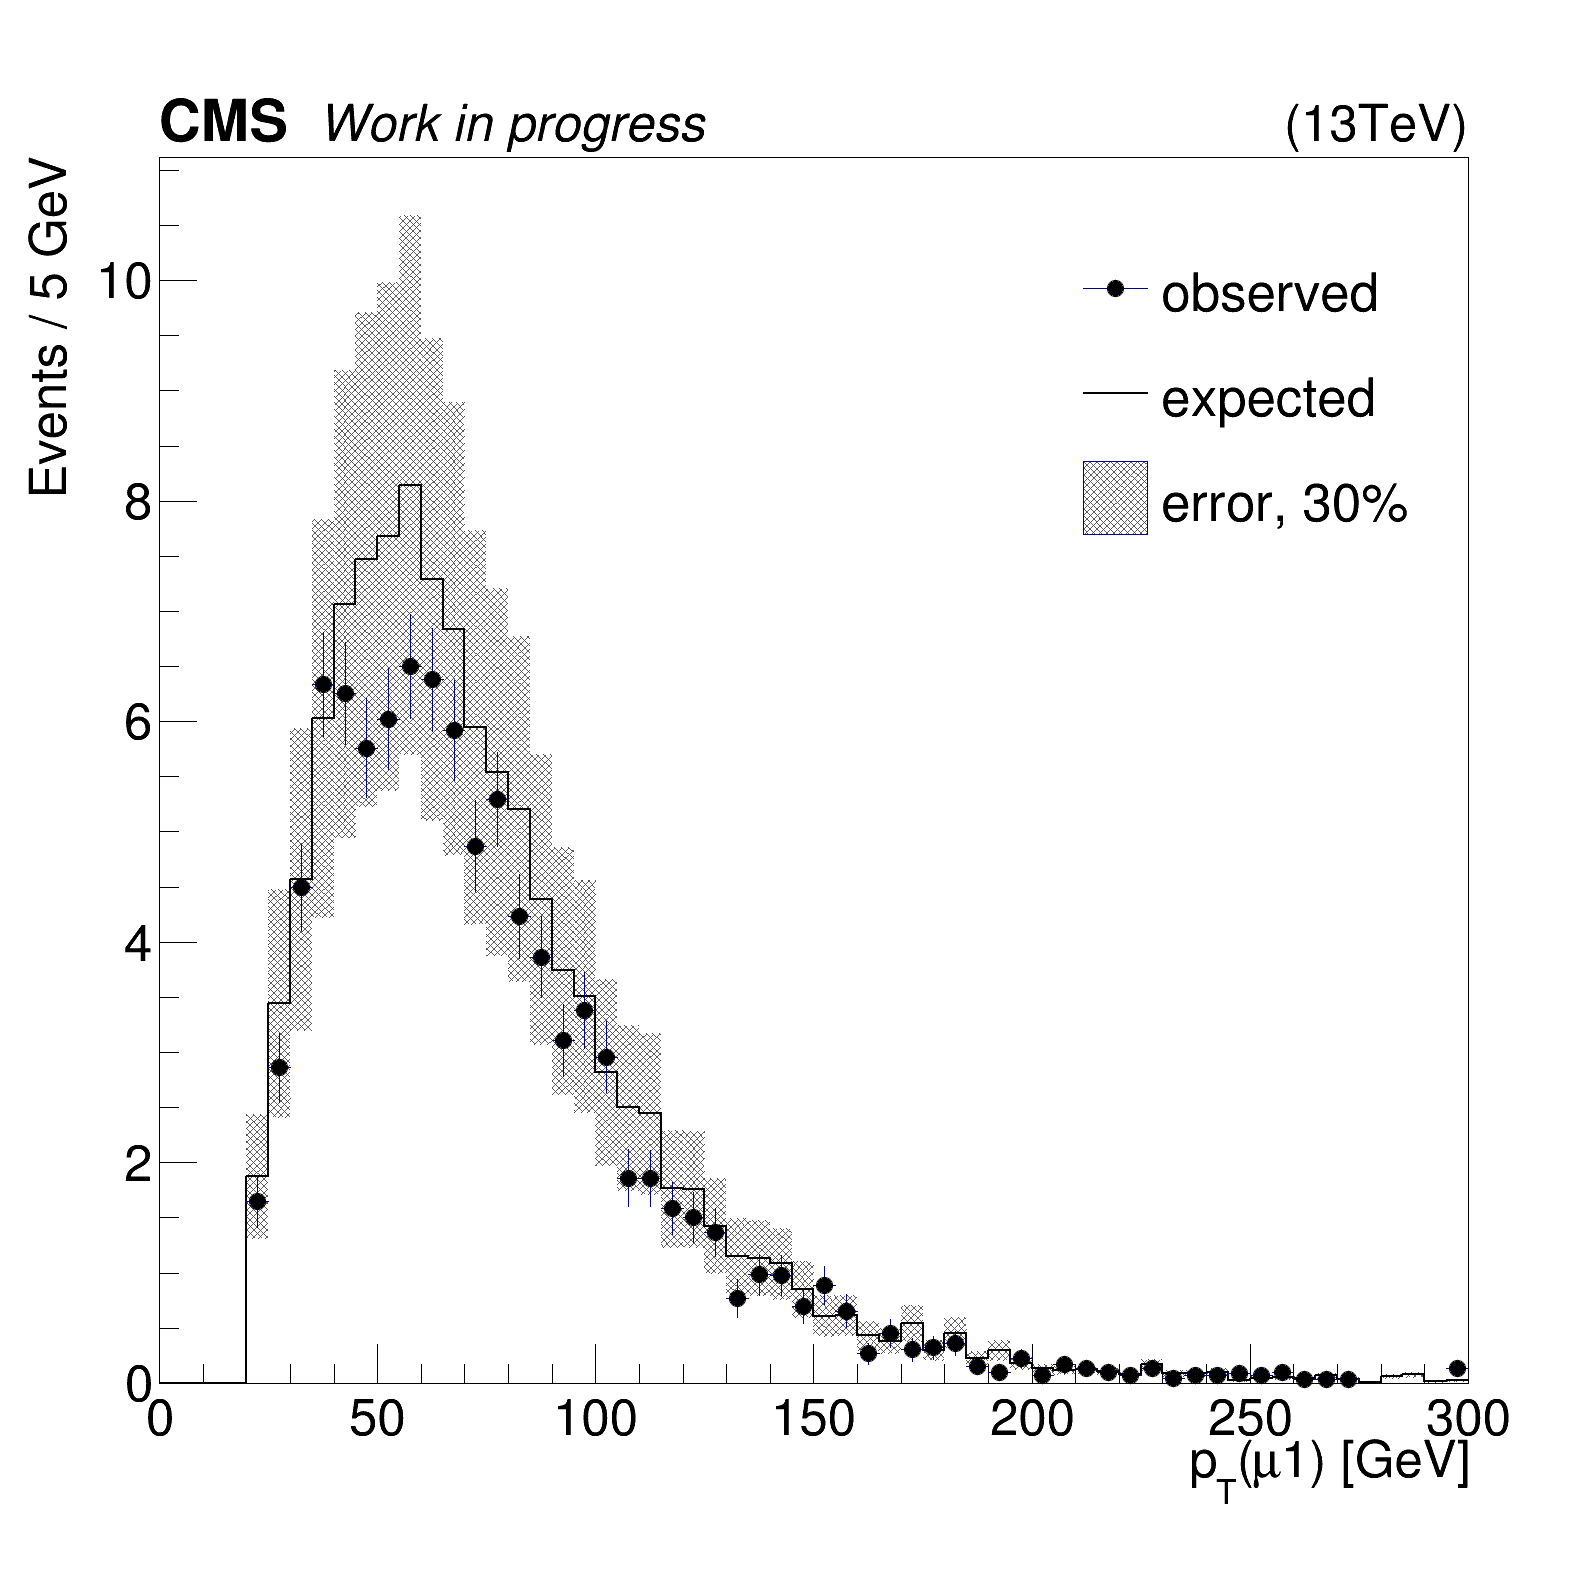 CMS Work in progress (13TeV)
Events / 5 GeV
10
8
6
4
2
0
observed
expected
error, 30%
0 50 100 150 200 250 300
p_T(μ1) [GeV]